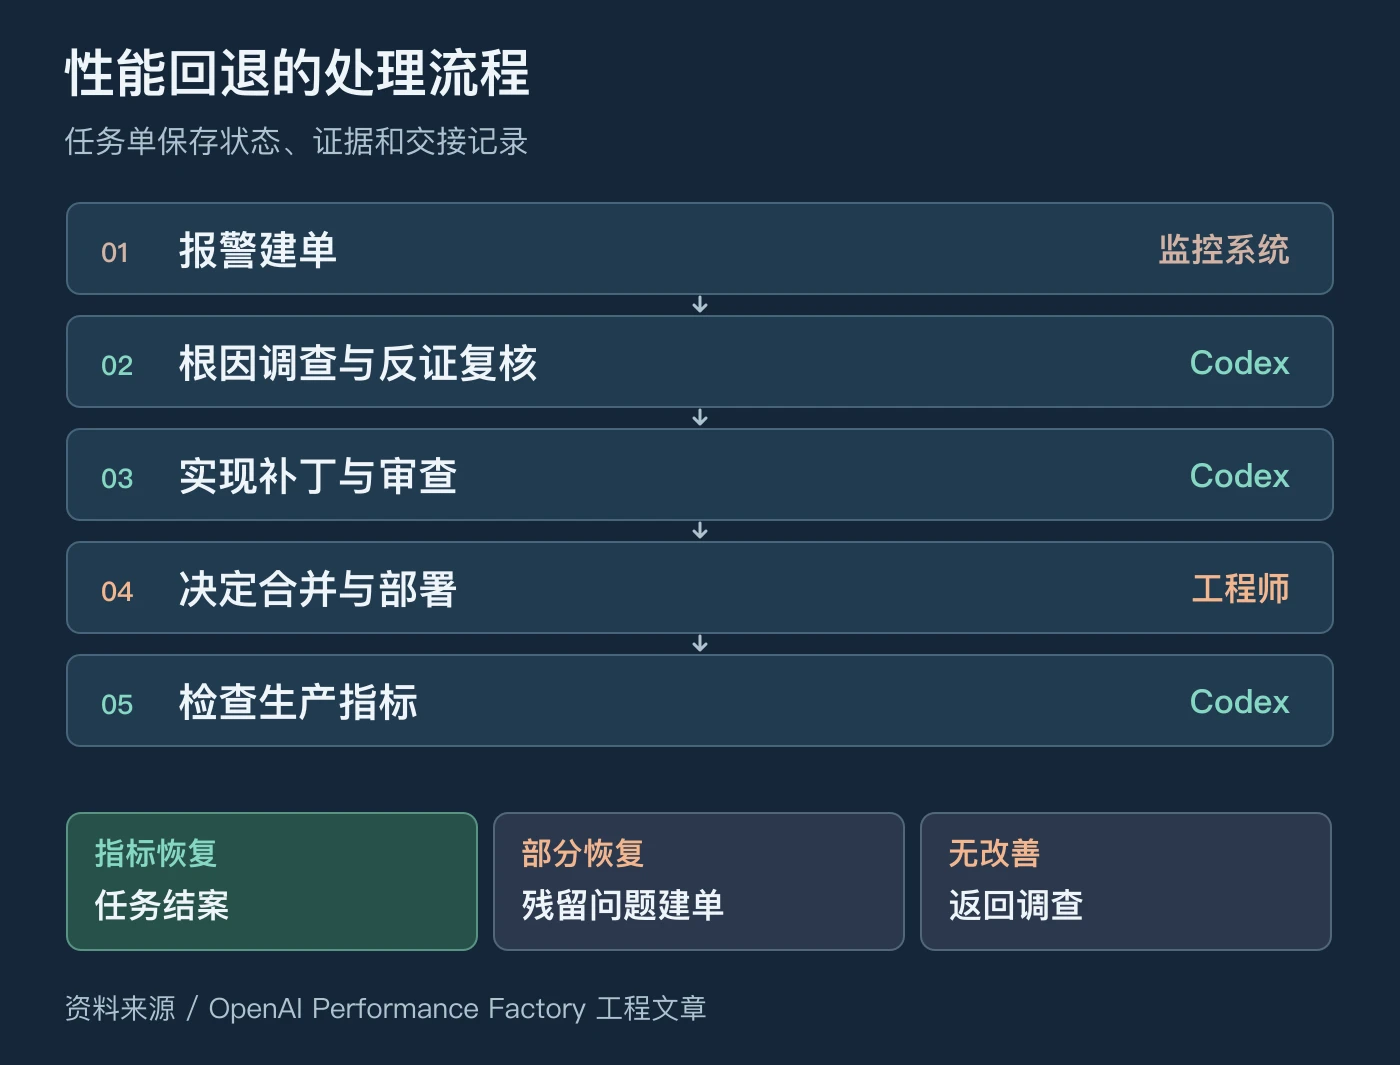 性能回退的处理流程
任务单保存状态、证据和交接记录
01 报警建单 监控系统
02 根因调查与反证复核 Codex
03 实现补丁与审查 Codex
04 决定合并与部署 工程师
05 检查生产指标 Codex
指标恢复
任务结案
部分恢复
残留问题建单
无改善
返回调查
资料来源 / OpenAI Performance Factory 工程文章